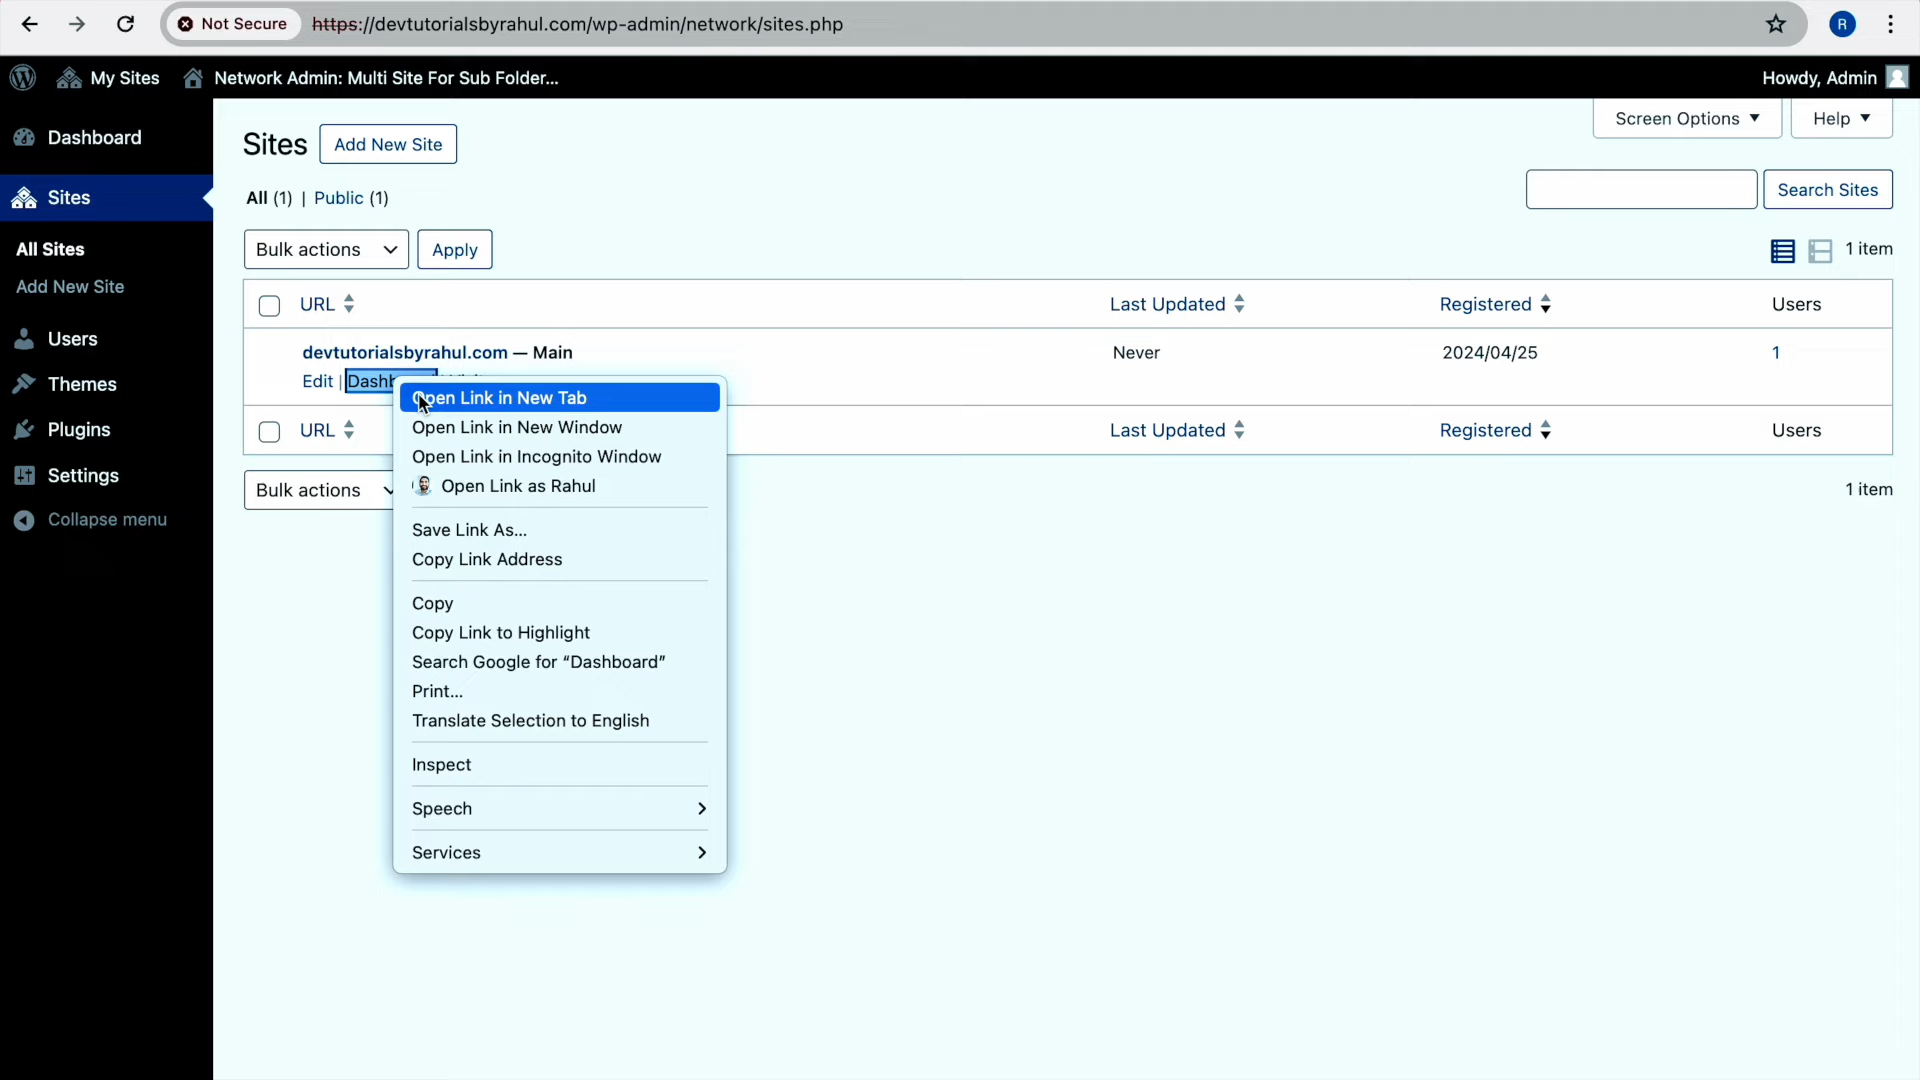 Not Secure https://devtutorialsbyrahul.com/wp-admin/network/sites.php R
My Sites Network Admin: Multi Site For Sub Folder... Howdy, Admin
Dashboard
Sites
All Sites
Add New Site
Users
Themes
Plugins
Settings
Collapse menu
Screen Options Help
Sites Add New Site
All (1) | Public (1)
Search Sites
Bulk actions Apply 1 item
URL Last Updated Registered Users
devtutorialsbyrahul.com — Main Never 2024/04/25 1
Edit |
URL Last Updated Registered Users
Bulk actions 1 item
Open Link in New Tab
Open Link in New Window
Open Link in Incognito Window
Open Link as Rahul
Save Link As...
Copy Link Address
Copy
Copy Link to Highlight
Search Google for “Dashboard”
Print...
Translate Selection to English
Inspect
Speech
Services